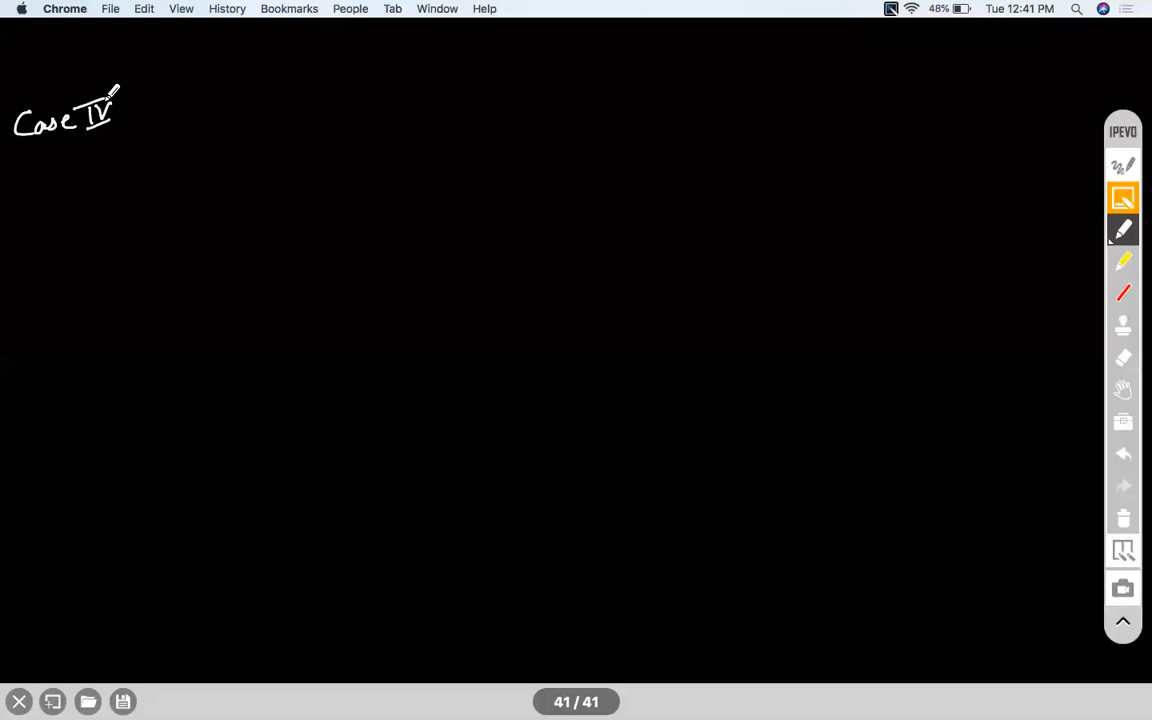 Chrome File Edit View History Bookmarks People Tab Window Help 48% Tue 12:41 PM
Case IV
IPEVO
41 / 41